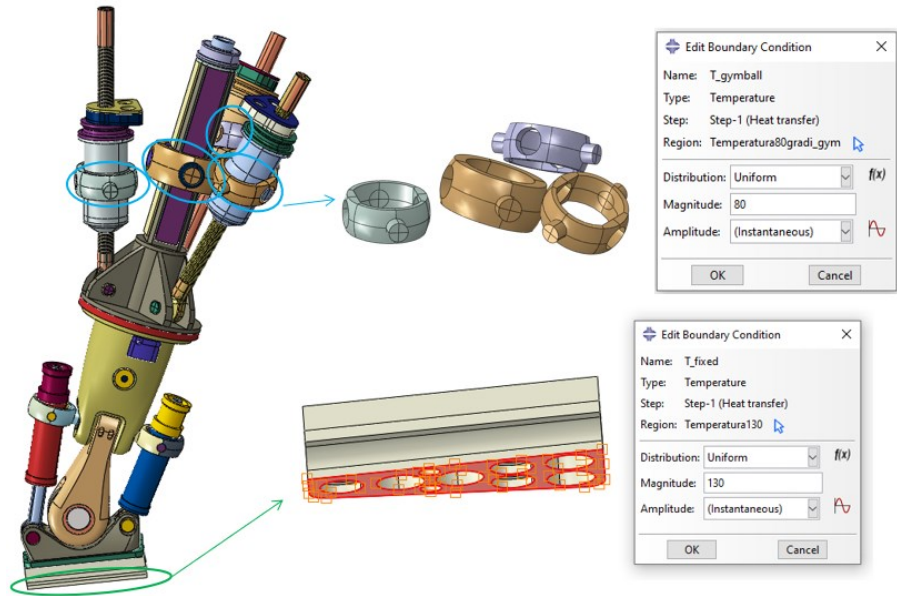 Edit Boundary Condition
Name: T_gymball
Type: Temperature
Step: Step-1 (Heat transfer)
Region: Temperatura80gradi_gym
Distribution: Uniform f(x)
Magnitude: 80
Amplitude: (Instantaneous)
OK Cancel
Edit Boundary Condition
Name: T_fixed
Type: Temperature
Step: Step-1 (Heat transfer)
Region: Temperatura130
Distribution: Uniform f(x)
Magnitude: 130
Amplitude: (Instantaneous)
OK Cancel